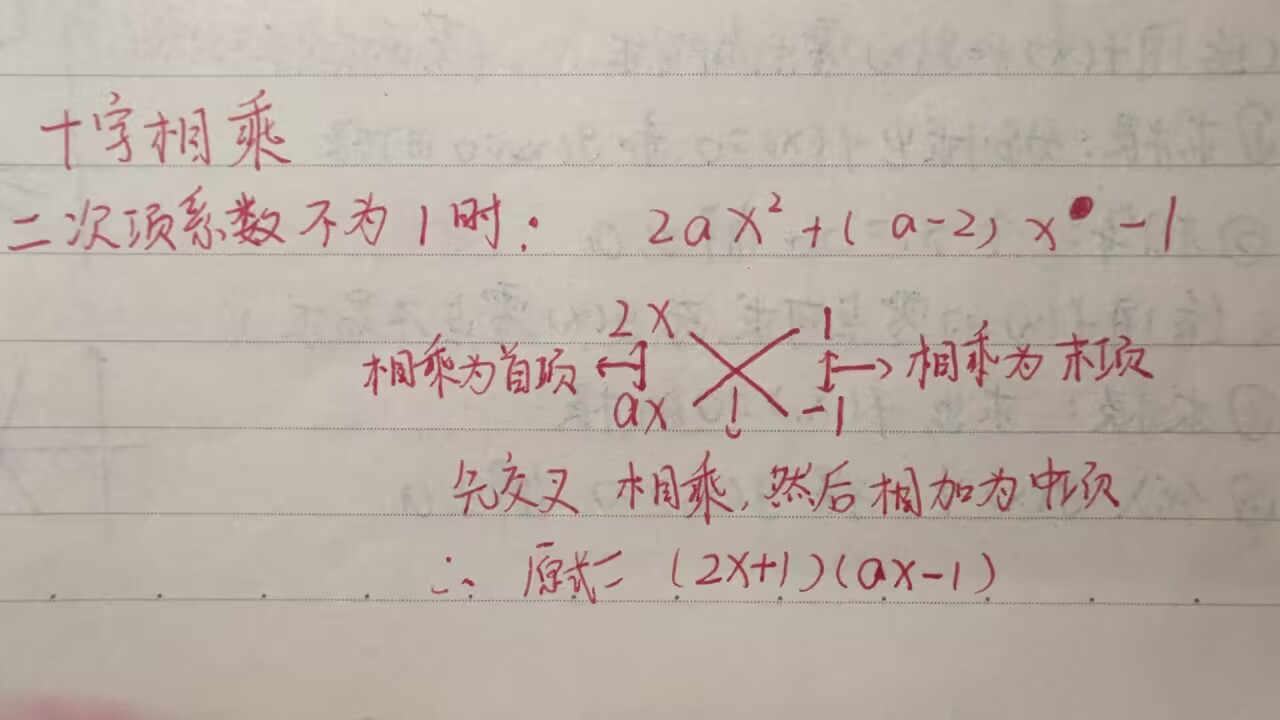 十字相乘
二次项系数不为1时: 2ax²+(a-2)x-1
2x 1
相乘为首项 相乘为末项
ax -1
先交叉相乘,然后相加为中项
∴ 原式=(2x+1)(ax-1)